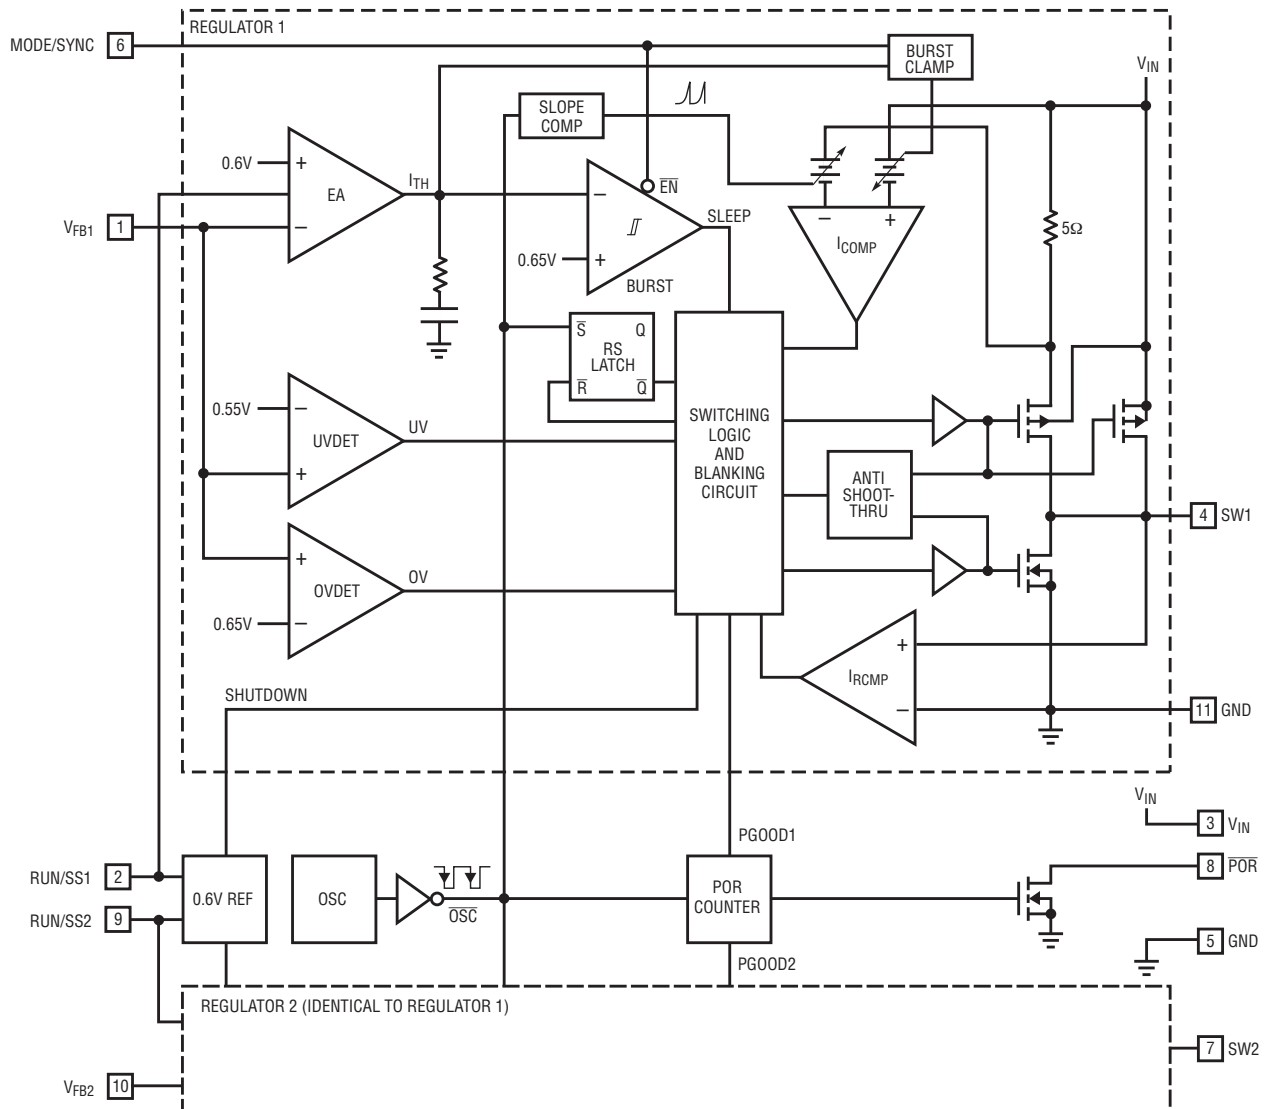 REGULATOR 1
MODE/SYNC 6
BURST
CLAMP
VIN
SLOPE
COMP
0.6V
+
EA
–
ITH
EN
–
+
SLEEP
0.65V
BURST
– +
ICOMP
5Ω
VFB1 1
S Q
RS
LATCH
R Q
0.55V
–
UVDET
+
UV
SWITCHING
LOGIC
AND
BLANKING
CIRCUIT
ANTI
SHOOT-
THRU
4 SW1
+
OVDET
–
0.65V
OV
+
IRCMP
–
SHUTDOWN
11 GND
VIN
3 VIN
PGOOD1
RUN/SS1 2
0.6V REF
OSC
OSC
POR
COUNTER
8 POR
RUN/SS2 9
5 GND
PGOOD2
REGULATOR 2 (IDENTICAL TO REGULATOR 1)
7 SW2
VFB2 10